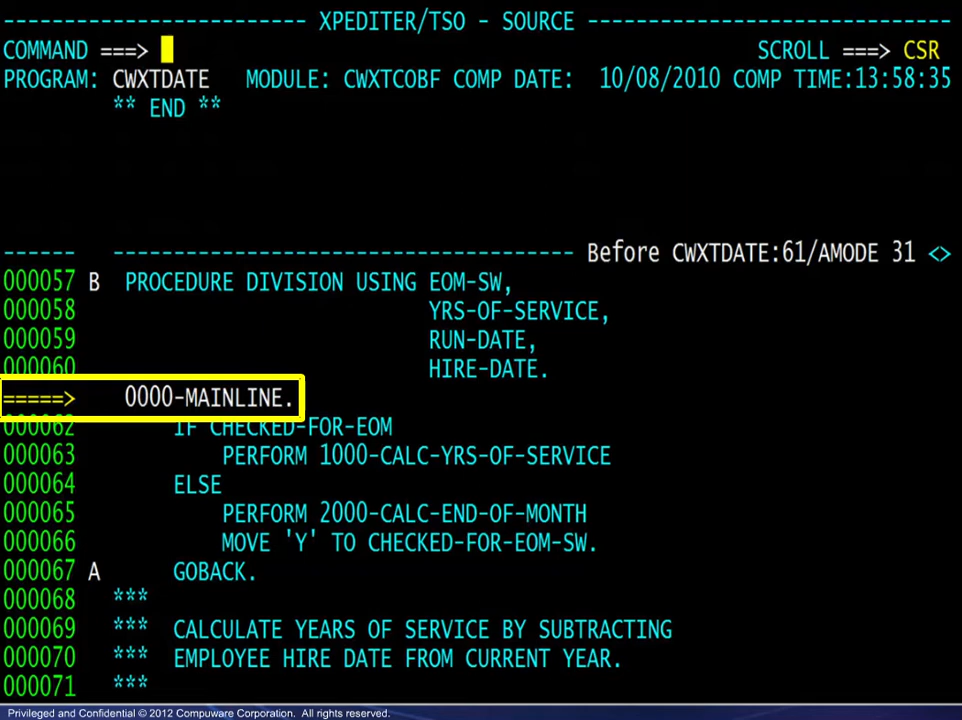 ------------------------- XPEDITER/TSO - SOURCE ------------------------------
COMMAND ===> SCROLL ===> CSR
PROGRAM: CWXTDATE MODULE: CWXTCOBF COMP DATE: 10/08/2010 COMP TIME:13:58:35
** END **
------ -------------------------------------- Before CWXTDATE:61/AMODE 31 <>
000057 B PROCEDURE DIVISION USING EOM-SW,
000058 YRS-OF-SERVICE,
000059 RUN-DATE,
000060 HIRE-DATE.
=====> 0000-MAINLINE.
000062 IF CHECKED-FOR-EOM
000063 PERFORM 1000-CALC-YRS-OF-SERVICE
000064 ELSE
000065 PERFORM 2000-CALC-END-OF-MONTH
000066 MOVE 'Y' TO CHECKED-FOR-EOM-SW.
000067 A GOBACK.
000068 ***
000069 *** CALCULATE YEARS OF SERVICE BY SUBTRACTING
000070 *** EMPLOYEE HIRE DATE FROM CURRENT YEAR.
000071 ***
Privileged and Confidential © 2012 Compuware Corporation. All rights reserved.